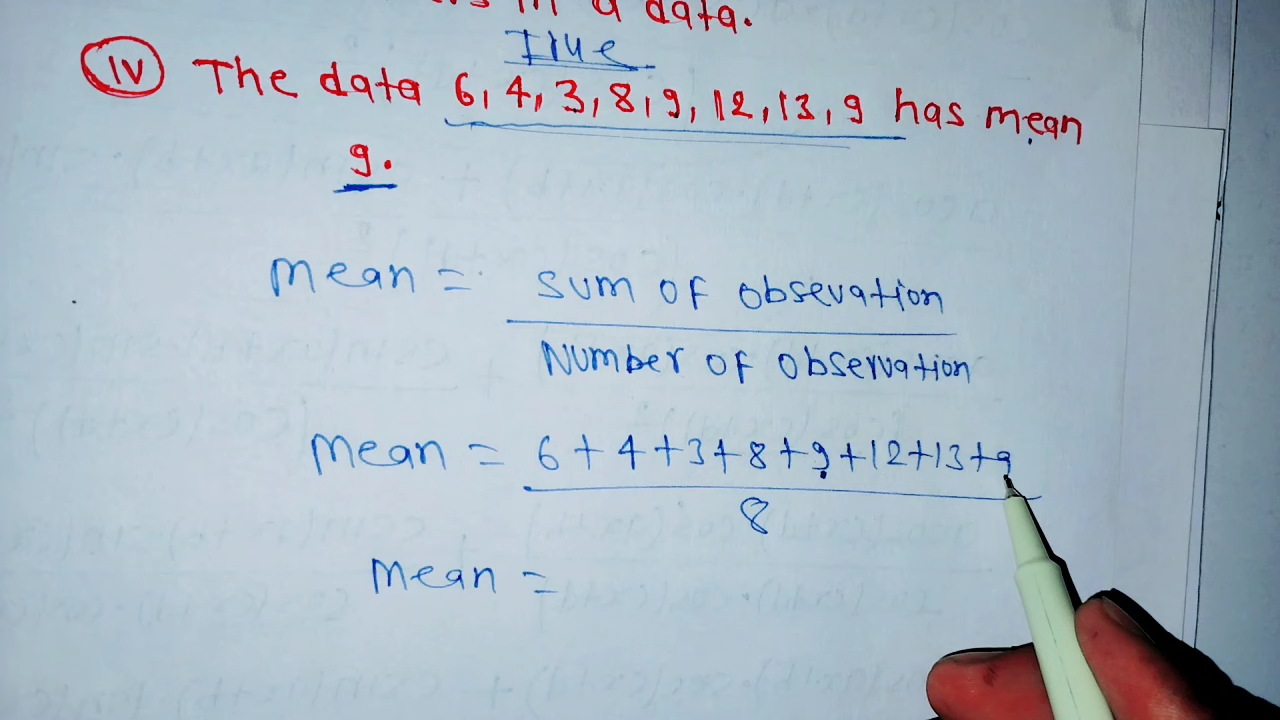 in a data.
True
(iv) The data 6, 4, 3, 8, 9, 12, 13, 9 has mean
9.
mean = sum of obsevation
Number of observation
mean = 6 + 4 + 3 + 8 + 9 + 12 + 13 + 9
8
mean =